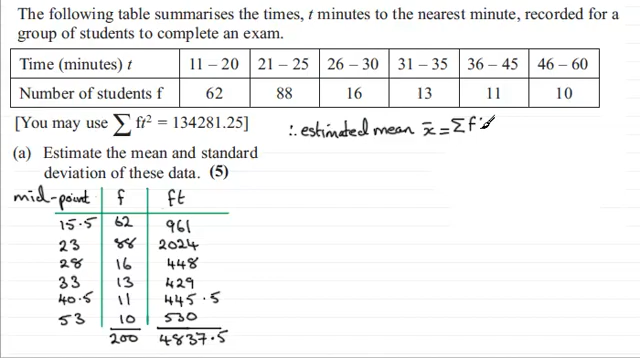 The following table summarises the times, t minutes to the nearest minute, recorded for a
group of students to complete an exam.
Time (minutes) t 11 – 20 21 – 25 26 – 30 31 – 35 36 – 45 46 – 60
Number of students f 62 88 16 13 11 10
[You may use ∑ ft² = 134281.25]
∴ estimated mean x̄ = Σf
(a) Estimate the mean and standard
deviation of these data. (5)
mid-point f ft
15.5 62 961
23 88 2024
28 16 448
33 13 429
40.5 11 445.5
53 10 530
200 4837.5